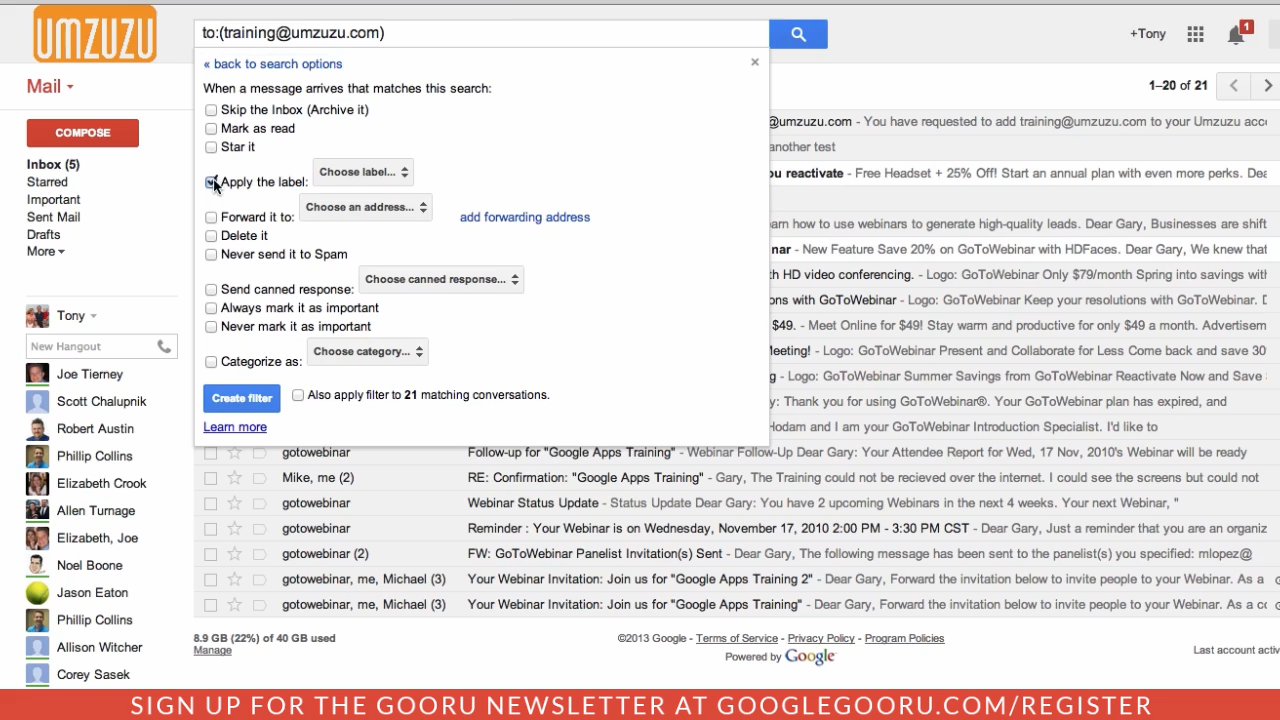 UMZUZU
to:(training@umzuzu.com)
+Tony
1
« back to search options
×
When a message arrives that matches this search:
Skip the Inbox (Archive it)
Mark as read
Star it
Apply the label:
Choose label...
Forward it to:
Choose an address...
add forwarding address
Delete it
Never send it to Spam
Send canned response:
Choose canned response...
Always mark it as important
Never mark it as important
Categorize as:
Choose category...
Create filter
Also apply filter to 21 matching conversations.
Learn more
Mail
COMPOSE
Inbox (5)
Starred
Important
Sent Mail
Drafts
More
Tony
New Hangout
Joe Tierney
Scott Chalupnik
Robert Austin
Phillip Collins
Elizabeth Crook
Allen Turnage
Elizabeth, Joe
Noel Boone
Jason Eaton
Phillip Collins
Allison Witcher
Corey Sasek
1–20 of 21
@umzuzu.com - You have requested to add training@umzuzu.com to your Umzuzu acc
another test
ou reactivate - Free Headset + 25% Off! Start an annual plan with even more perks. Dea
earn how to use webinars to generate high-quality leads. Dear Gary, Businesses are shift
nar - New Feature Save 20% on GoToWebinar with HDFaces. Dear Gary, We knew that
th HD video conferencing. - Logo: GoToWebinar Only $79/month Spring into savings with
ons with GoToWebinar - Logo: GoToWebinar Keep your resolutions with GoToWebinar. D
$49. - Meet Online for $49! Stay warm and productive for only $49 a month. Advertisem
Meeting! - Logo: GoToWebinar Present and Collaborate for Less Come back and save 30
g - Logo: GoToWebinar Summer Savings from GoToWebinar Reactivate Now and Save
y: Thank you for using GoToWebinar®. Your GoToWebinar plan has expired, and
Hodam and I am your GoToWebinar Introduction Specialist. I'd like to
gotowebinar Follow-up for "Google Apps Training" - Webinar Follow-Up Dear Gary: Your Attendee Report for Wed, 17 Nov, 2010's Webinar will be ready
Mike, me (2) RE: Confirmation: "Google Apps Training" - Gary, The Training could not be recieved over the internet. I could see the screens but could not
gotowebinar Webinar Status Update - Status Update Dear Gary: You have 2 upcoming Webinars in the next 4 weeks. Your next Webinar, "
gotowebinar Reminder : Your Webinar is on Wednesday, November 17, 2010 2:00 PM - 3:30 PM CST - Dear Gary, Just a reminder that you are an organiz
gotowebinar (2) FW: GoToWebinar Panelist Invitation(s) Sent - Dear Gary, The following message has been sent to the panelist(s) you specified: mlopez@
gotowebinar, me, Michael (3) Your Webinar Invitation: Join us for "Google Apps Training 2" - Dear Gary, Forward the invitation below to invite people to your Webinar. As a
gotowebinar, me, Michael (3) Your Webinar Invitation: Join us for "Google Apps Training" - Dear Gary, Forward the invitation below to invite people to your Webinar. As a co
8.9 GB (22%) of 40 GB used
Manage
©2013 Google - Terms of Service - Privacy Policy - Program Policies
Powered by Google
Last account activ
SIGN UP FOR THE GOORU NEWSLETTER AT GOOGLEGOORU.COM/REGISTER